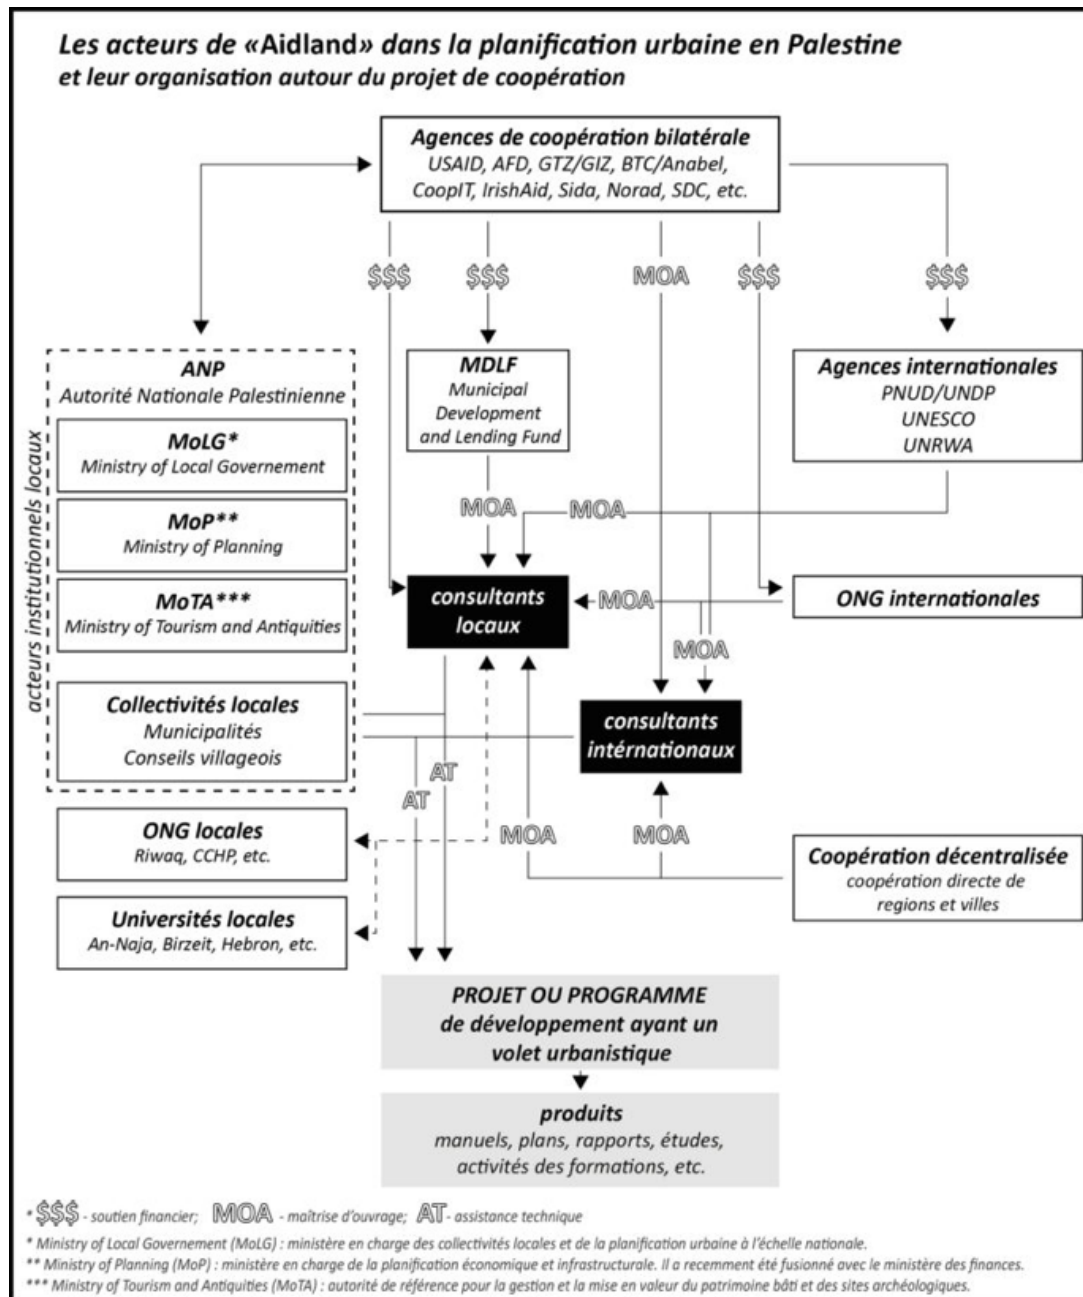 Les acteurs de «Aidland» dans la planification urbaine en Palestine
et leur organisation autour du projet de coopération
Agences de coopération bilatérale
USAID, AFD, GTZ/GIZ, BTC/Anabel,
CoopIT, IrishAid, Sida, Norad, SDC, etc.
$$$
$$$
MOA
$$$
$$$
acteurs institutionnels locaux
ANP
Autorité Nationale Palestinienne
MoLG*
Ministry of Local Governement
MoP**
Ministry of Planning
MoTA***
Ministry of Tourism and Antiquities
Collectivités locales
Municipalités
Conseils villageois
MDLF
Municipal
Development
and Lending Fund
Agences internationales
PNUD/UNDP
UNESCO
UNRWA
MOA
MOA
consultants
locaux
MOA
ONG internationales
MOA
consultants
intérnationaux
AT
AT
MOA
MOA
ONG locales
Riwaq, CCHP, etc.
Coopération décentralisée
coopération directe de
regions et villes
Universités locales
An-Naja, Birzeit, Hebron, etc.
PROJET OU PROGRAMME
de développement ayant un
volet urbanistique
produits
manuels, plans, rapports, études,
activités des formations, etc.
* $$$ - soutien financier; MOA - maîtrise d'ouvrage; AT- assistance technique
* Ministry of Local Governement (MoLG) : ministère en charge des collectivités locales et de la planification urbaine à l'échelle nationale.
** Ministry of Planning (MoP) : ministère en charge de la planification économique et infrastructurale. Il a recemment été fusionné avec le ministère des finances.
*** Ministry of Tourism and Antiquities (MoTA) : autorité de référence pour la gestion et la mise en valeur du patrimoine bâti et des sites archéologiques.